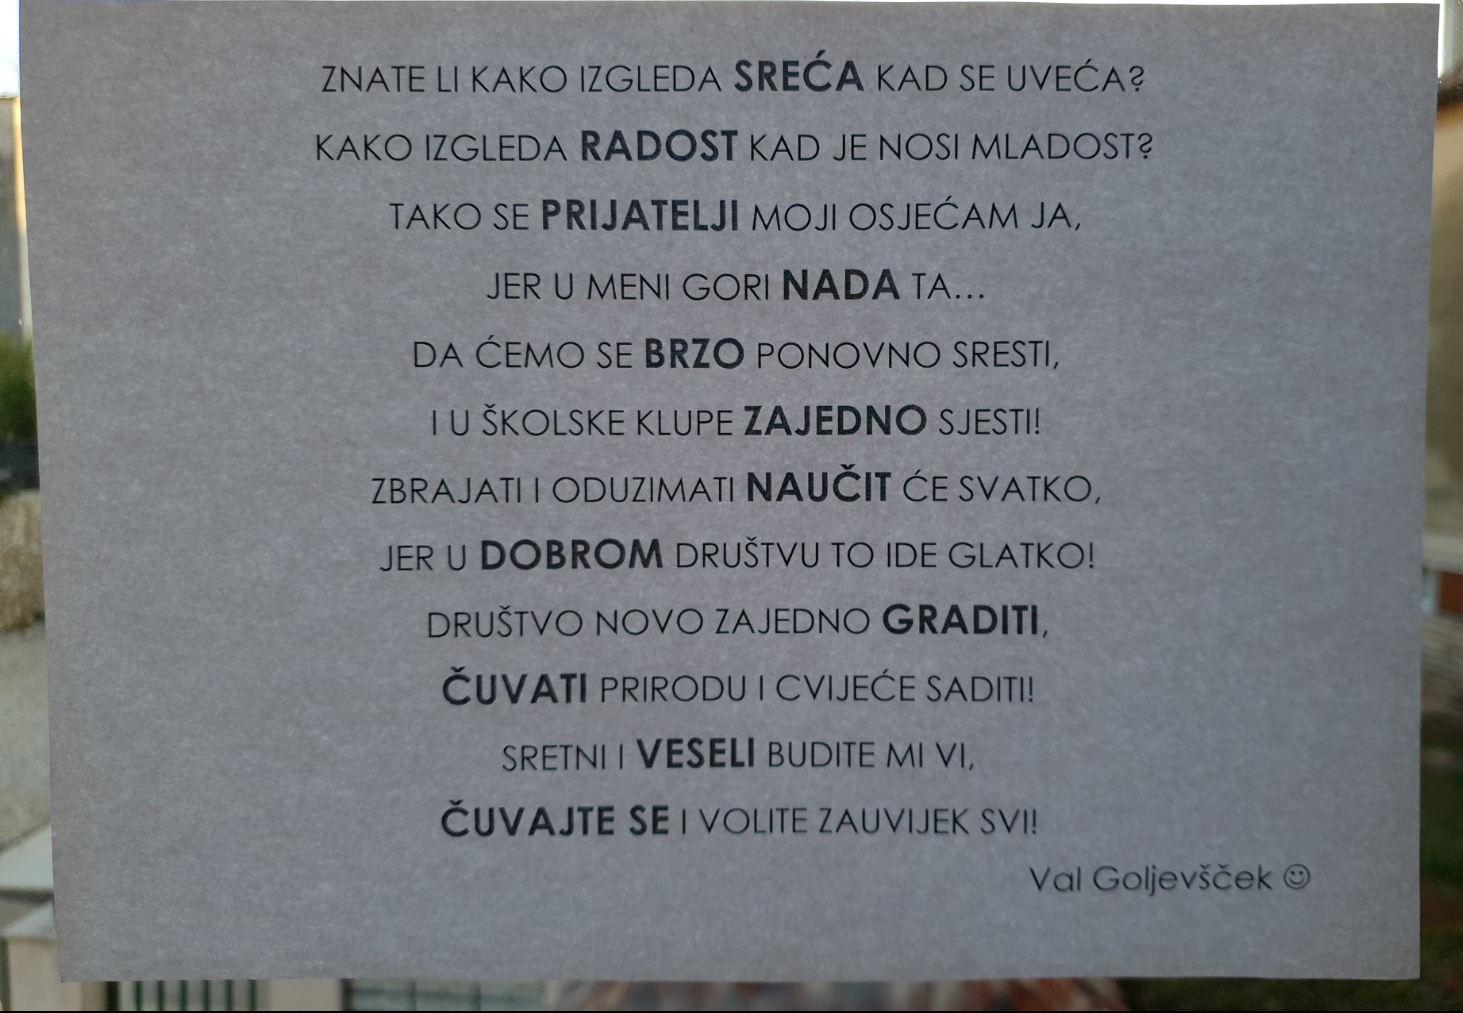 ZNATE LI KAKO IZGLEDA SREĆA KAD SE UVEĆA?
KAKO IZGLEDA RADOST KAD JE NOSI MLADOST?
TAKO SE PRIJATELJI MOJI OSJEĆAM JA,
JER U MENI GORI NADA TA...
DA ĆEMO SE BRZO PONOVNO SRESTI,
I U ŠKOLSKE KLUPE ZAJEDNO SJESTI!
ZBRAJATI I ODUZIMATI NAUČIT ĆE SVATKO,
JER U DOBROM DRUŠTVU TO IDE GLATKO!
DRUŠTVO NOVO ZAJEDNO GRADITI,
ČUVATI PRIRODU I CVIJEĆE SADITI!
SRETNI I VESELI BUDITE MI VI,
ČUVAJTE SE I VOLITE ZAUVIJEK SVI!
Val Goljevšček ☺